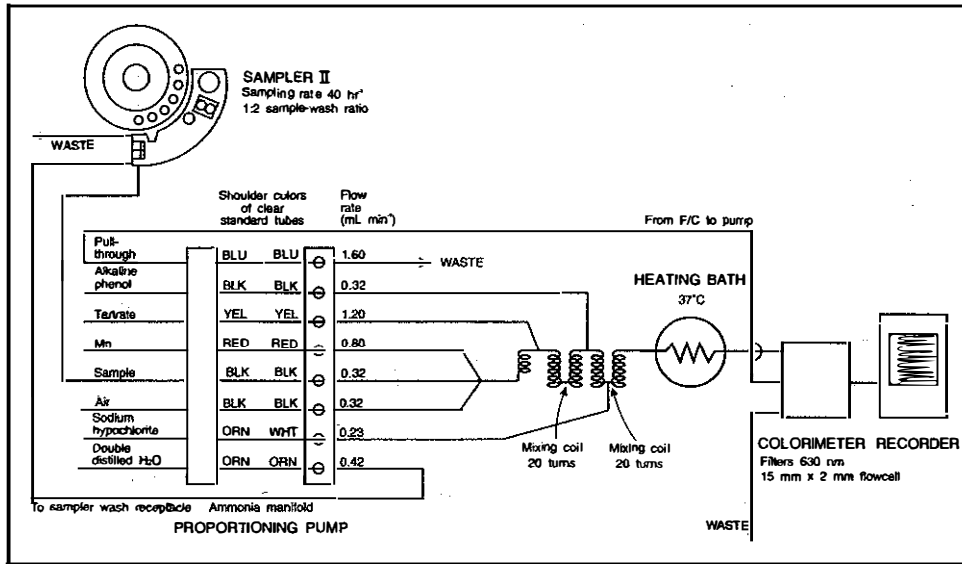 SAMPLER II
Sampling rate 40 hr⁻¹
1:2 sample-wash ratio
WASTE
Shoulder colors
of clear
standard tubes
Flow
rate
(mL min⁻¹)
From F/C to pump
Pull-
through
BLU BLU 1.60
WASTE
Alkaline
phenol
BLK BLK 0.32
Tartrate
YEL YEL 1.20
Mn
RED RED 0.80
Sample
BLK BLK 0.32
Air
BLK BLK 0.32
Sodium
hypochlorite
ORN WHT 0.23
Double
distilled H₂O
ORN ORN 0.42
HEATING BATH
37°C
Mixing coil
20 turns
Mixing coil
20 turns
COLORIMETER RECORDER
Filters 630 nm
15 mm x 2 mm flowcell
To sampler wash receptacle Ammonia manifold
PROPORTIONING PUMP
WASTE